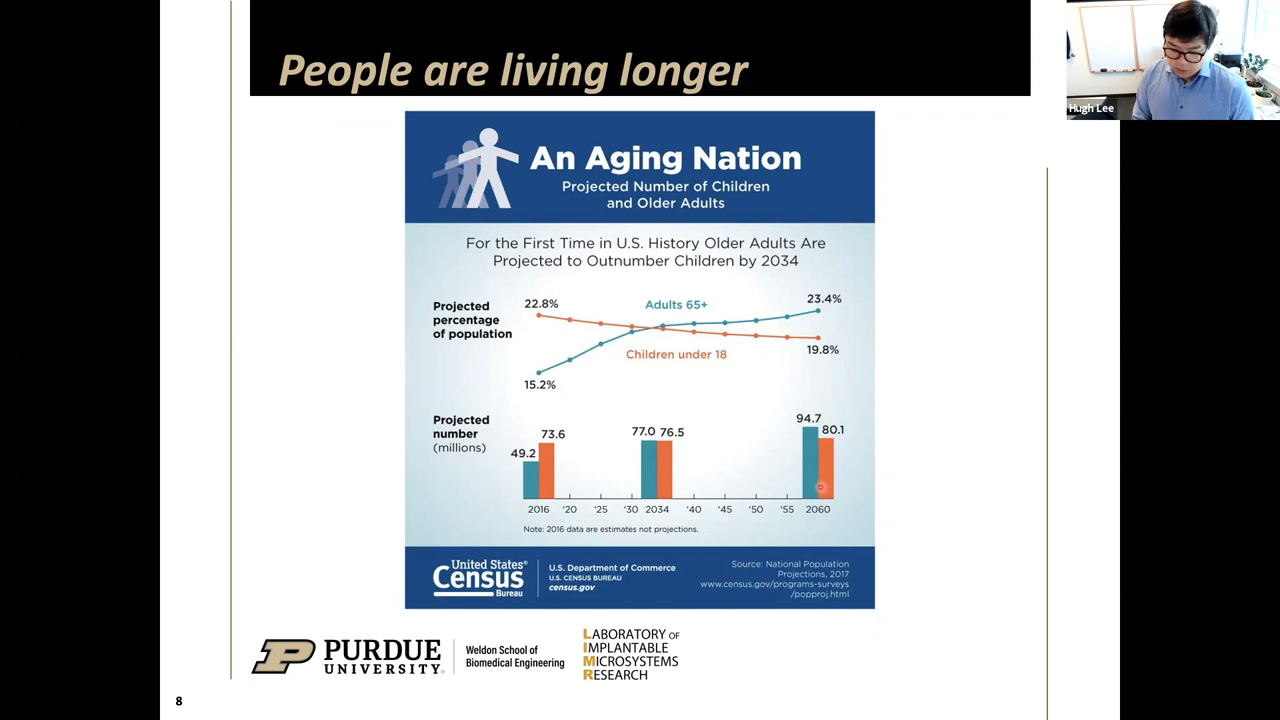 People are living longer
Hugh Lee
An Aging Nation
Projected Number of Children
and Older Adults
For the First Time in U.S. History Older Adults Are
Projected to Outnumber Children by 2034
Projected
percentage
of population
22.8%
Adults 65+
23.4%
Children under 18
19.8%
15.2%
Projected
number
(millions)
49.2
73.6
77.0 76.5
94.7
80.1
2016 '20 '25 '30 2034 '40 '45 '50 '55 2060
Note: 2016 data are estimates not projections.
United States®
Census
Bureau
U.S. Department of Commerce
U.S. CENSUS BUREAU
census.gov
Source: National Population
Projections, 2017
www.census.gov/programs-surveys
/popproj.html
PURDUE
UNIVERSITY®
Weldon School of
Biomedical Engineering
LABORATORY OF
IMPLANTABLE
MICROSYSTEMS
RESEARCH
8